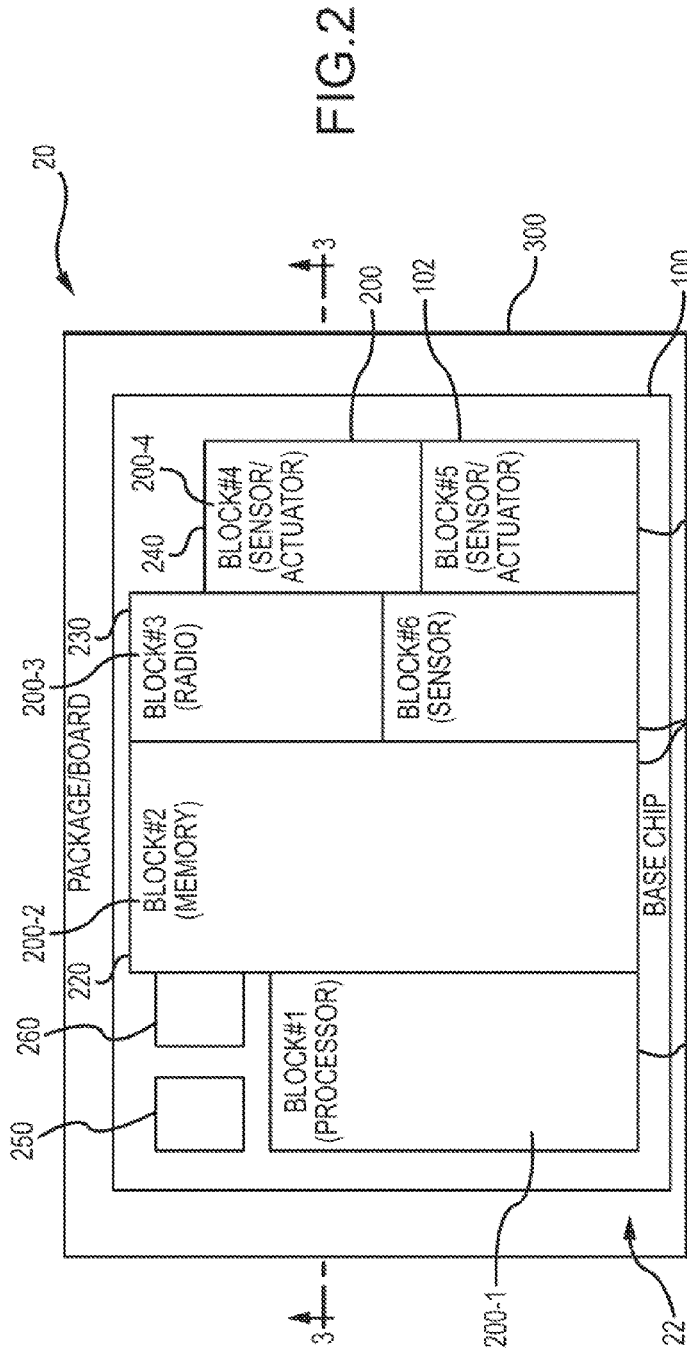 FIG.2
20
PACKAGE/BOARD
200-2
200-3
200-4
250
260
220
230
240
200
102
3
3
300
100
BLOCK#1
(PROCESSOR)
BLOCK#2
(MEMORY)
BLOCK#3
(RADIO)
BLOCK#4
(SENSOR/
ACTUATOR)
BLOCK#6
(SENSOR)
BLOCK#5
(SENSOR/
ACTUATOR)
BASE CHIP
200-1
22